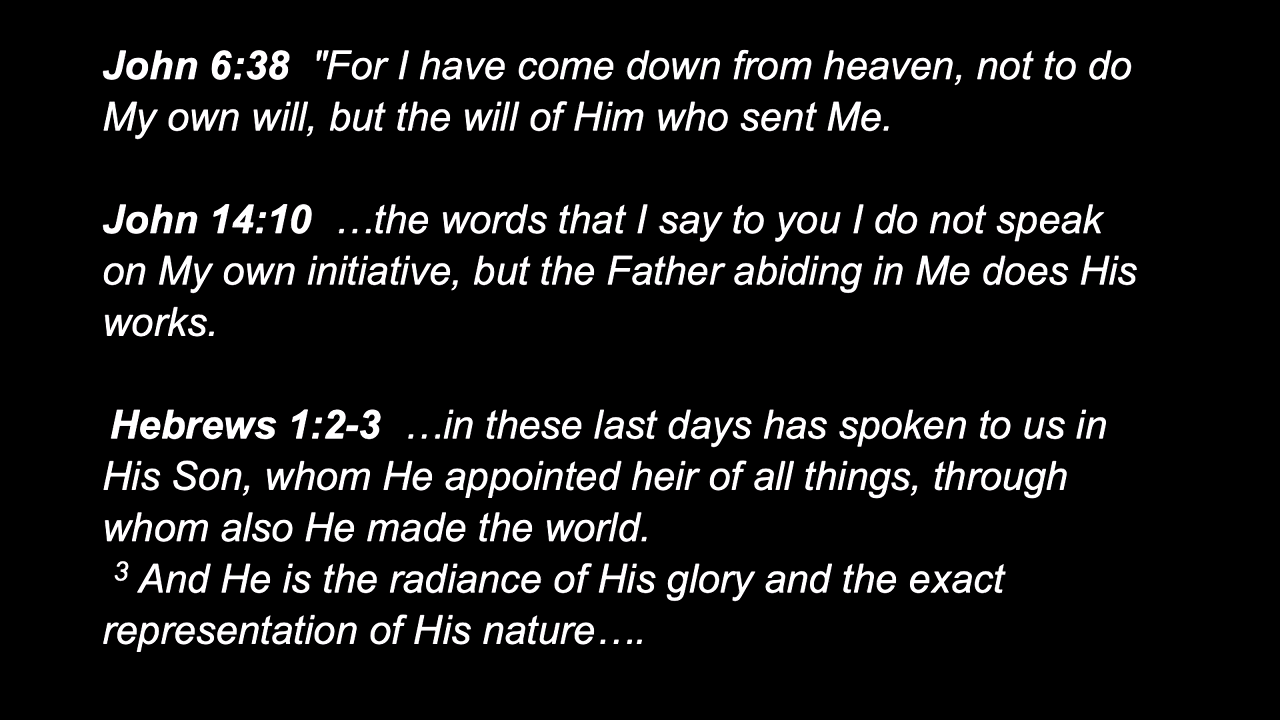 John 6:38  "For I have come down from heaven, not to do
My own will, but the will of Him who sent Me.
John 14:10  …the words that I say to you I do not speak
on My own initiative, but the Father abiding in Me does His
works.
Hebrews 1:2-3  …in these last days has spoken to us in
His Son, whom He appointed heir of all things, through
whom also He made the world.
3 And He is the radiance of His glory and the exact
representation of His nature….